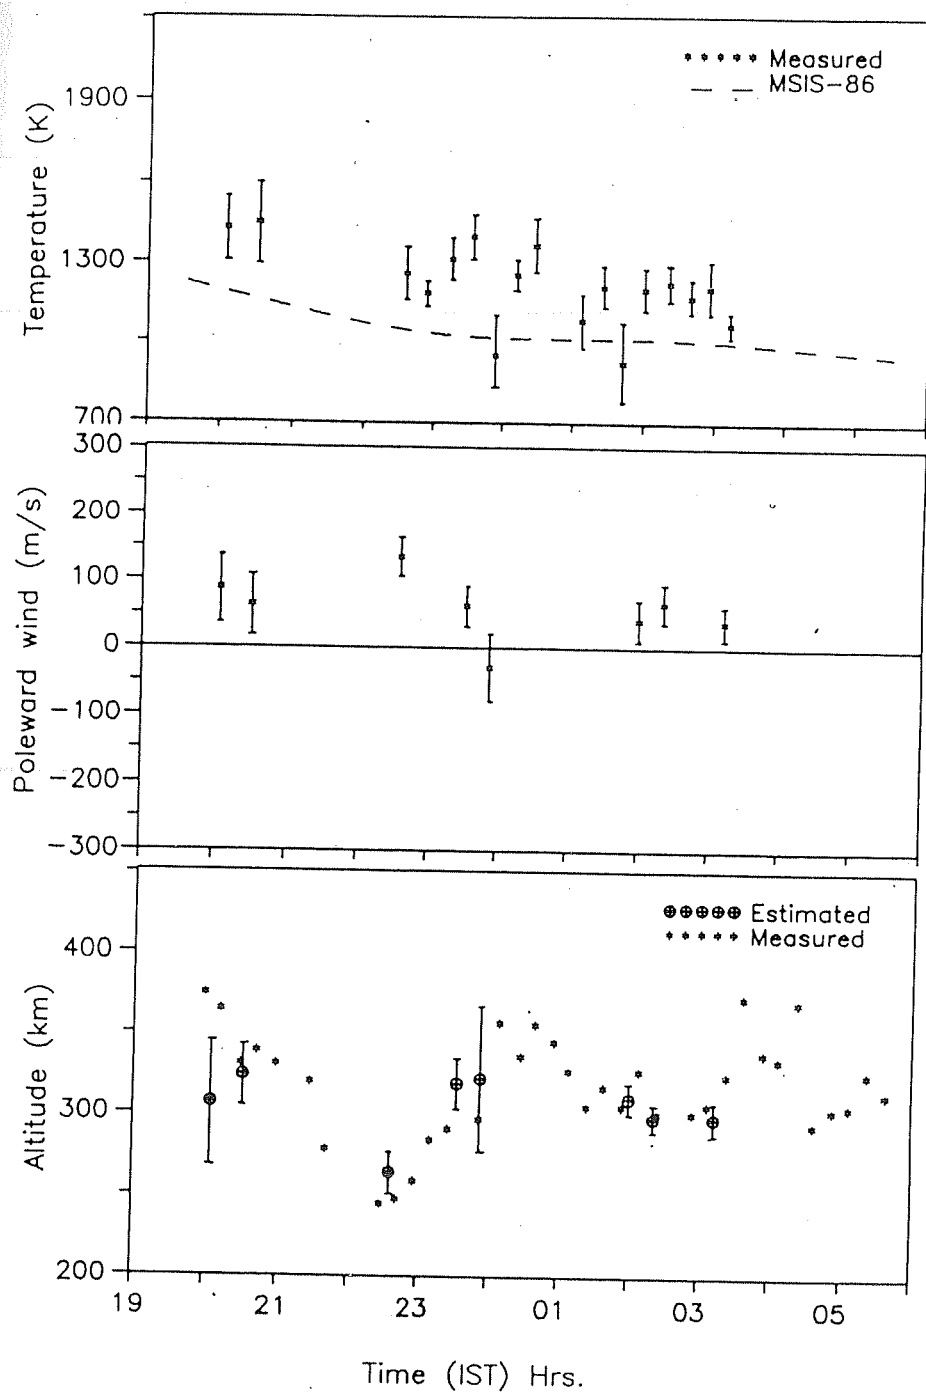 Measured
MSIS-86
1900
1300
700
Temperature (K)
300
200
100
0
-100
-200
-300
Poleward wind (m/s)
Estimated
Measured
400
300
200
Altitude (km)
19 21 23 01 03 05
Time (IST) Hrs.